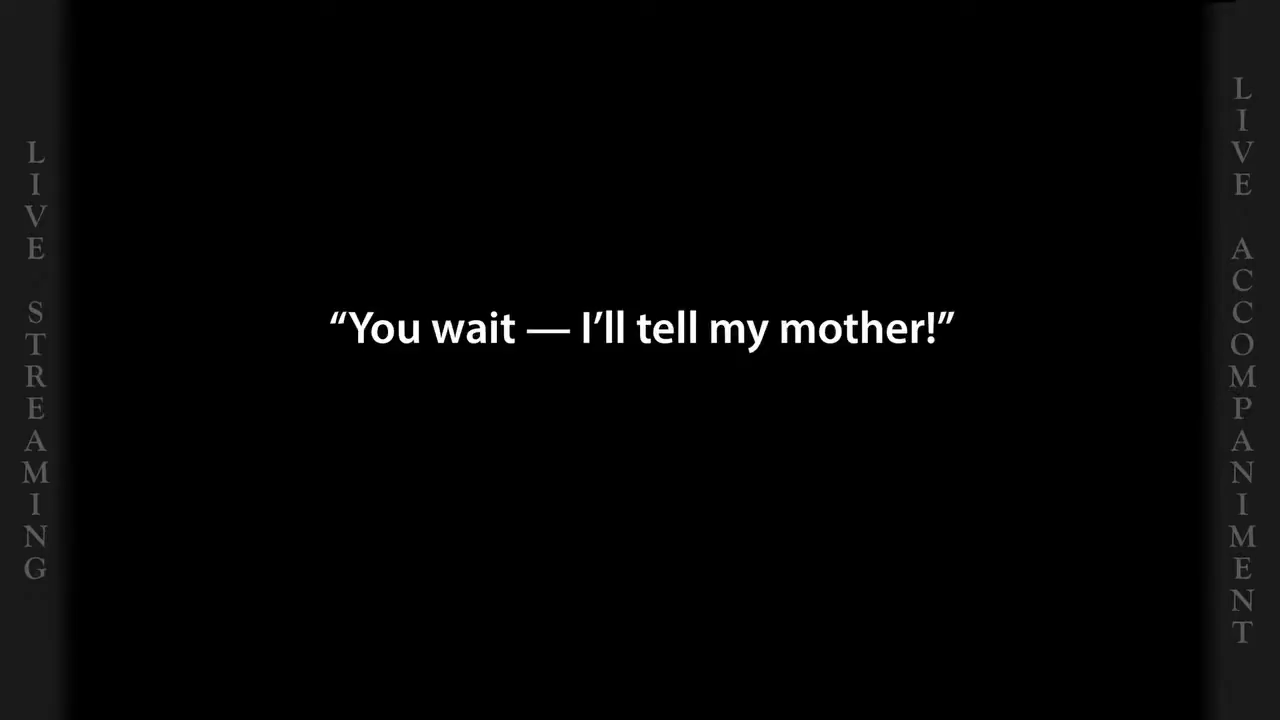 LIVE STREAMING
“You wait — I’ll tell my mother!”
LIVE ACCOMPANIMENT